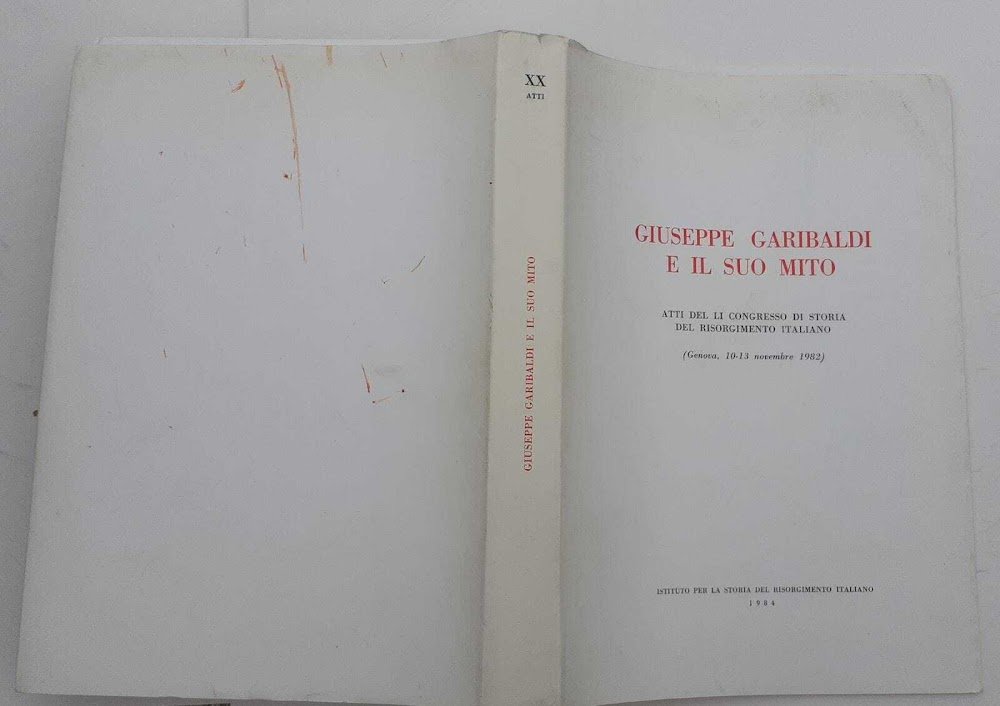 XX
ATTI
GIUSEPPE GARIBALDI E IL SUO MITO
GIUSEPPE GARIBALDI
E IL SUO MITO
ATTI DEL LI CONGRESSO DI STORIA
DEL RISORGIMENTO ITALIANO
(Genova, 10-13 novembre 1982)
ISTITUTO PER LA STORIA DEL RISORGIMENTO ITALIANO
1984